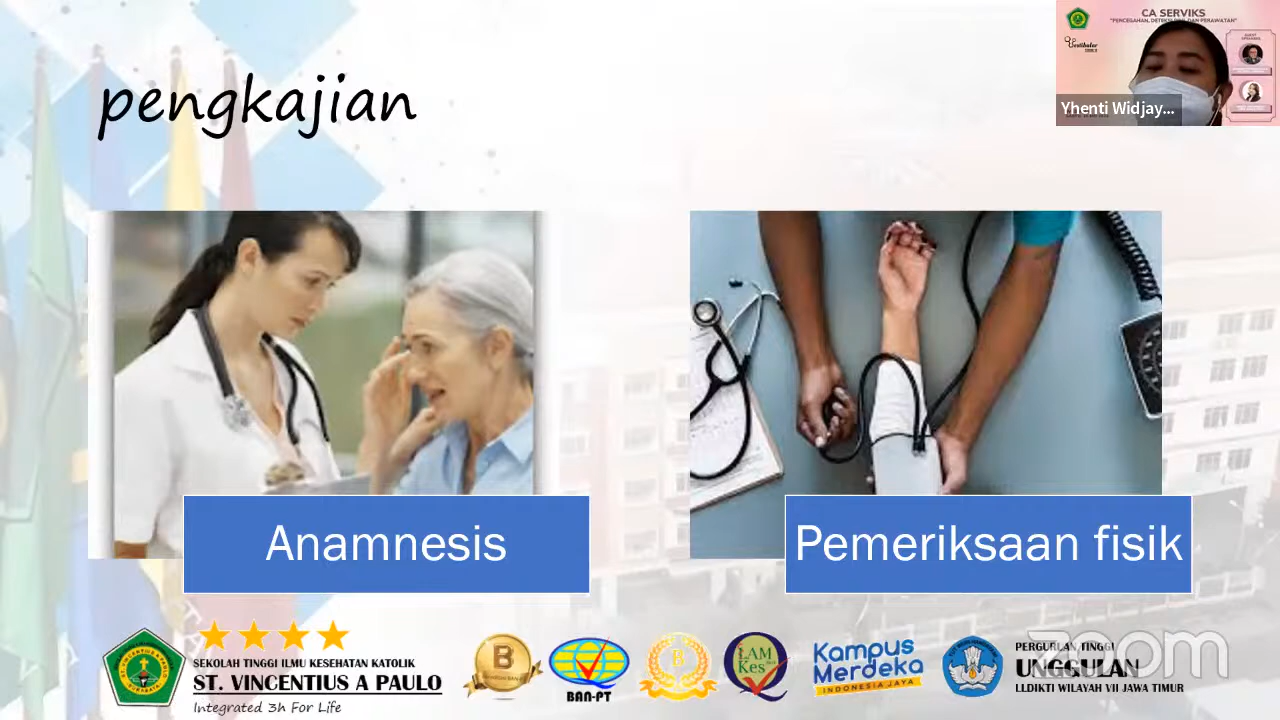 pengkajian
CA SERVIKS
Yhenti Widjay...
Anamnesis
Pemeriksaan fisik
SEKOLAH TINGGI ILMU KESEHATAN KATOLIK
ST. VINCENTIUS A PAULO
Integrated 3h For Life
B
BAN-PT
B
LAM
Kes
Kampus
Merdeka
INDONESIA JAYA
PERGURUAN TINGGI
UNGGULAN
LLDIKTI WILAYAH VII JAWA TIMUR
zoom